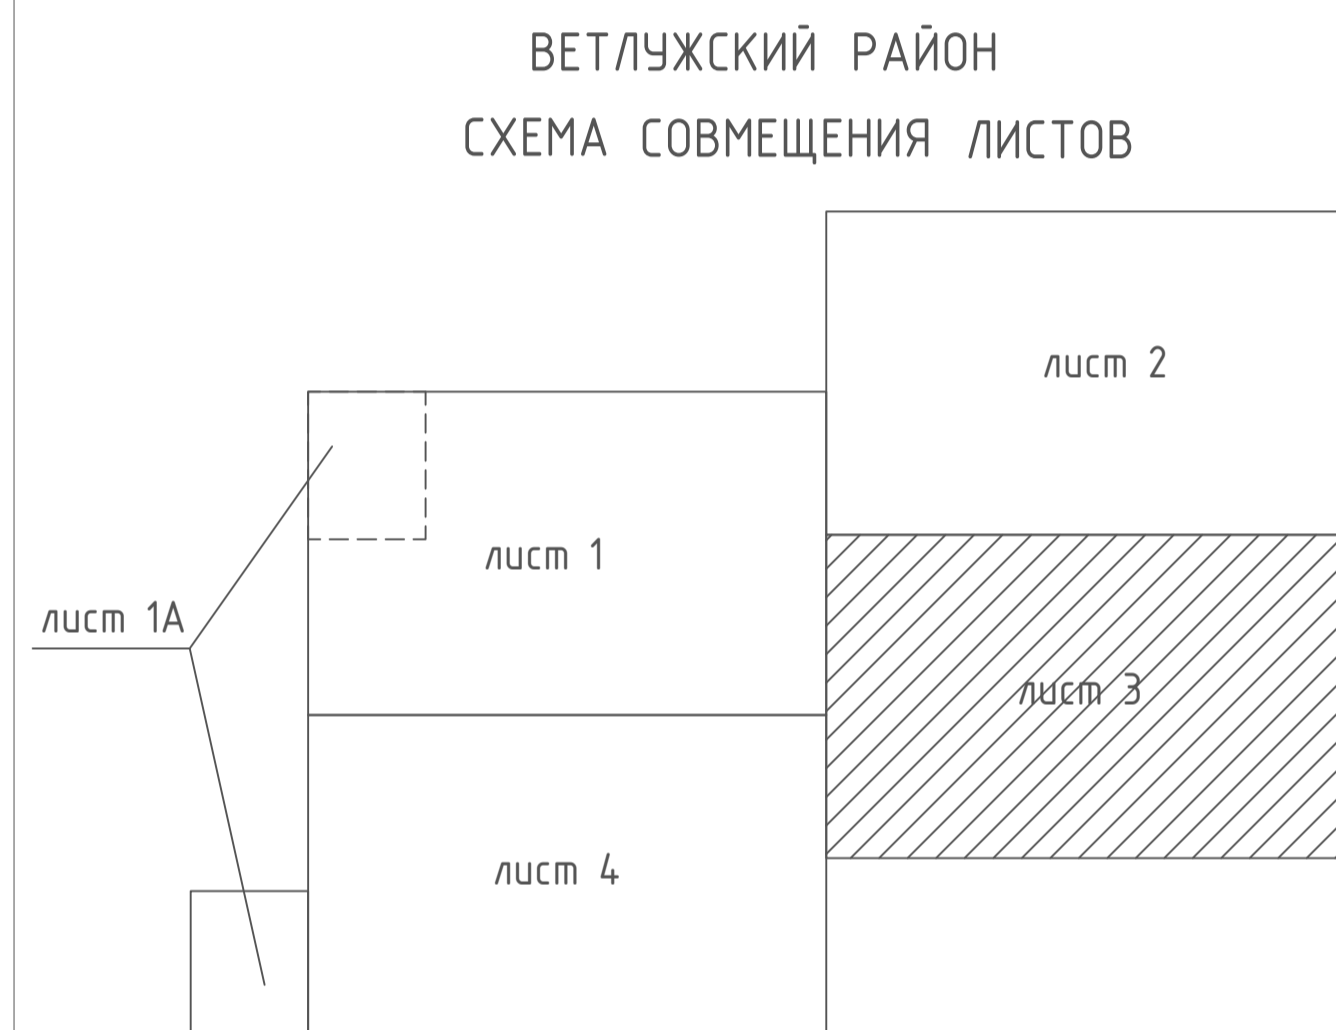 ВЕТЛУЖСКИЙ РАЙОН
СХЕМА СОВМЕЩЕНИЯ ЛИСТОВ
лист 2
лист 1
лист 1А
лист 3
лист 4